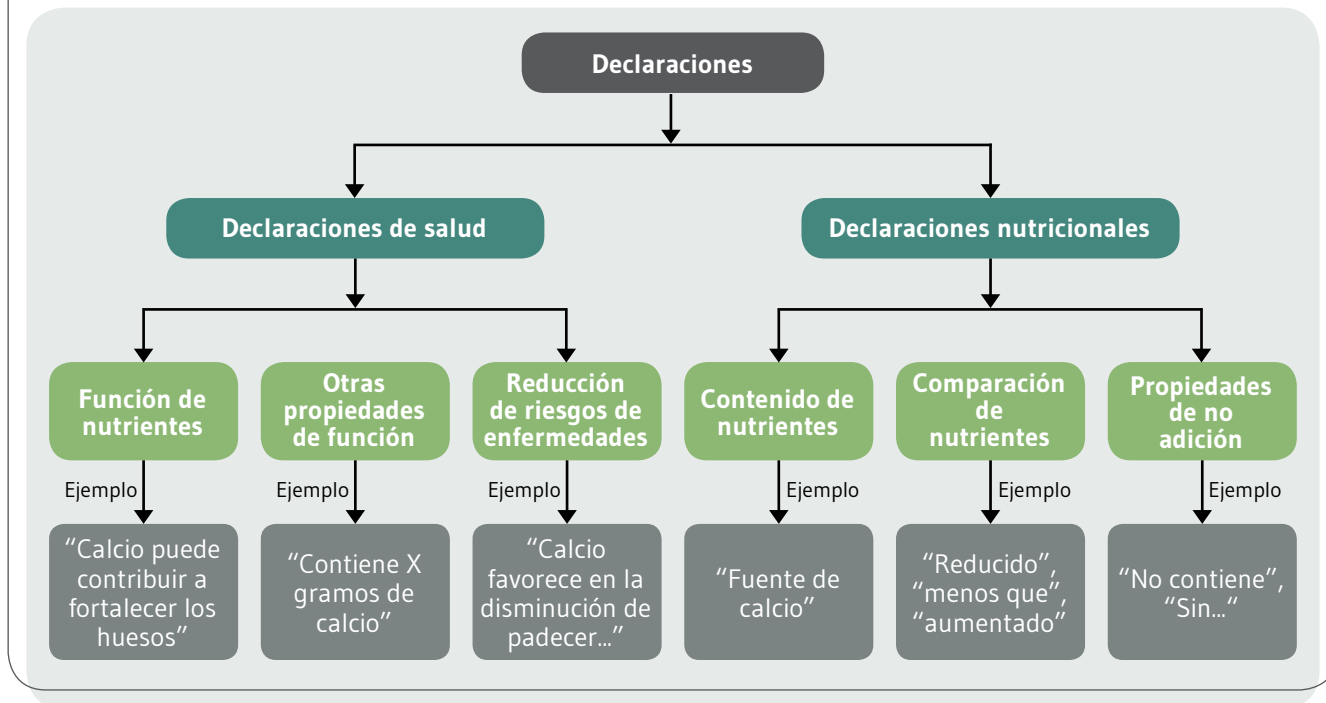 Declaraciones
Declaraciones de salud
Declaraciones nutricionales
Función de
nutrientes
Otras
propiedades
de función
Reducción
de riesgos de
enfermedades
Contenido de
nutrientes
Comparación
de
nutrientes
Propiedades
de no
adición
Ejemplo
Ejemplo
Ejemplo
Ejemplo
Ejemplo
Ejemplo
“Calcio puede
contribuir a
fortalecer los
huesos”
“Contiene X
gramos de
calcio”
“Calcio
favorece en la
disminución de
padecer...”
“Fuente de
calcio”
“Reducido”,
“menos que”,
“aumentado”
“No contiene”,
“Sin...“